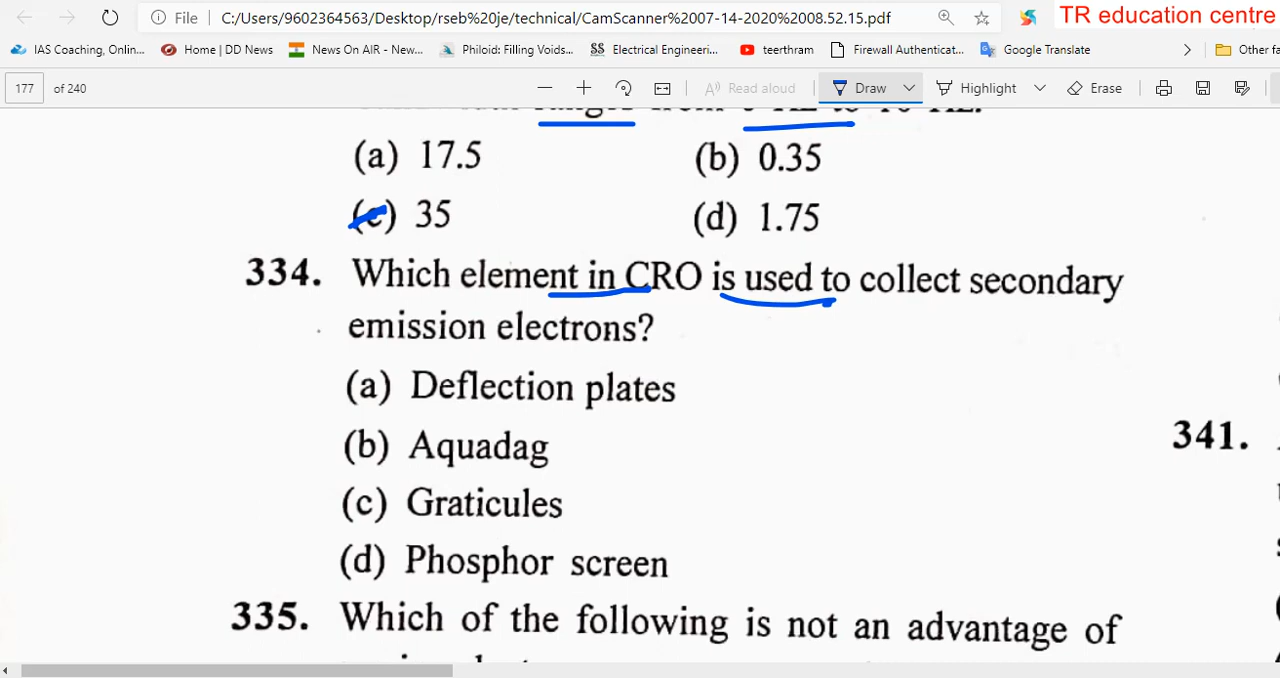 File
C:/Users/9602354563/Desktop/rseb%20je/technical/CamScanner%2007-14-2020%2008.52.15.pdf
TR education centre
IAS Coaching, Onlin...
Home | DD News
News On AIR - New...
Philoid: Filling Voids...
Electrical Engineeri...
teerthram
Firewall Authenticat...
Google Translate
Other fa
177 of 240
Read aloud
Draw
Highlight
Erase
(a) 17.5
(b) 0.35
(c) 35
(d) 1.75
334. Which element in CRO is used to collect secondary
emission electrons?
(a) Deflection plates
(b) Aquadag
(c) Graticules
(d) Phosphor screen
341.
335. Which of the following is not an advantage of